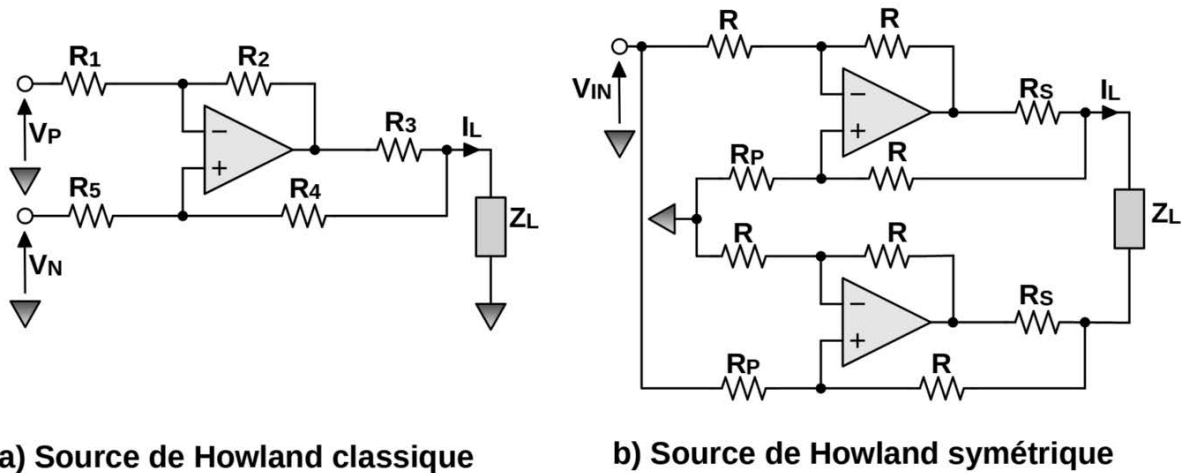 R1
R2
VP
−
+
R3
IL
R5
R4
ZL
VN
a) Source de Howland classique
R
R
VIN
−
+
RS
IL
RP
R
ZL
R
R
−
+
RS
RP
R
b) Source de Howland symétrique